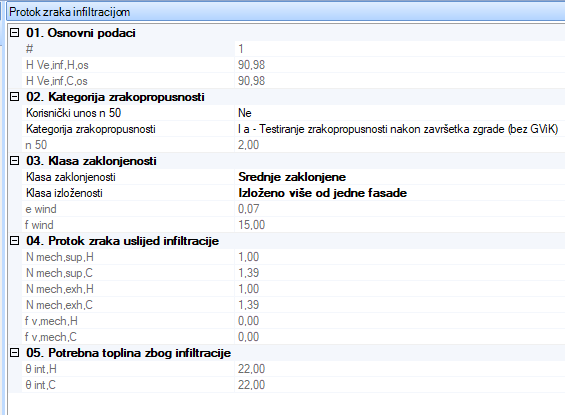 Protok zraka infiltracijom
01. Osnovni podaci
# 1
H Ve,inf,H,os 90,98
H Ve,inf,C,os 90,98
02. Kategorija zrakopropusnosti
Korisnički unos n 50 Ne
Kategorija zrakopropusnosti I a - Testiranje zrakopropusnosti nakon završetka zgrade (bez GViK)
n 50 2,00
03. Klasa zaklonjenosti
Klasa zaklonjenosti Srednje zaklonjene
Klasa izloženosti Izloženo više od jedne fasade
e wind 0,07
f wind 15,00
04. Protok zraka uslijed infiltracije
N mech,sup,H 1,00
N mech,sup,C 1,39
N mech,exh,H 1,00
N mech,exh,C 1,39
f v,mech,H 0,00
f v,mech,C 0,00
05. Potrebna toplina zbog infiltracije
θ int,H 22,00
θ int,C 22,00